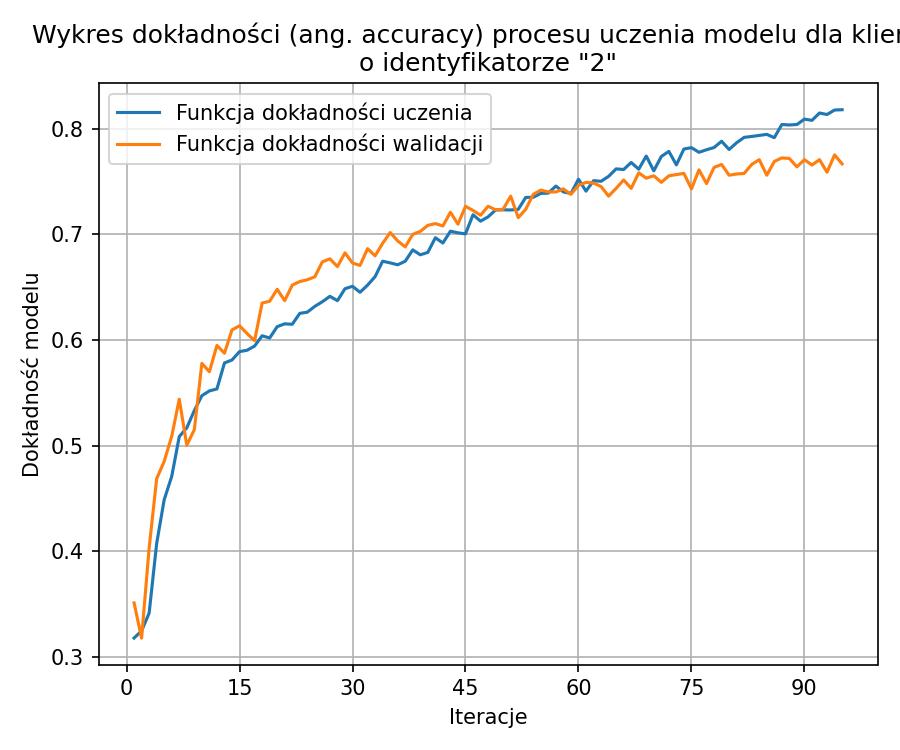 Wykres dokładności (ang. accuracy) procesu uczenia modelu dla
o identyfikatorze "2"
Funkcja dokładności uczenia
Funkcja dokładności walidacji
0.8
0.7
0.6
0.5
0.4
0.3
Dokładność modelu
0 15 30 45 60 75 90
Iteracje